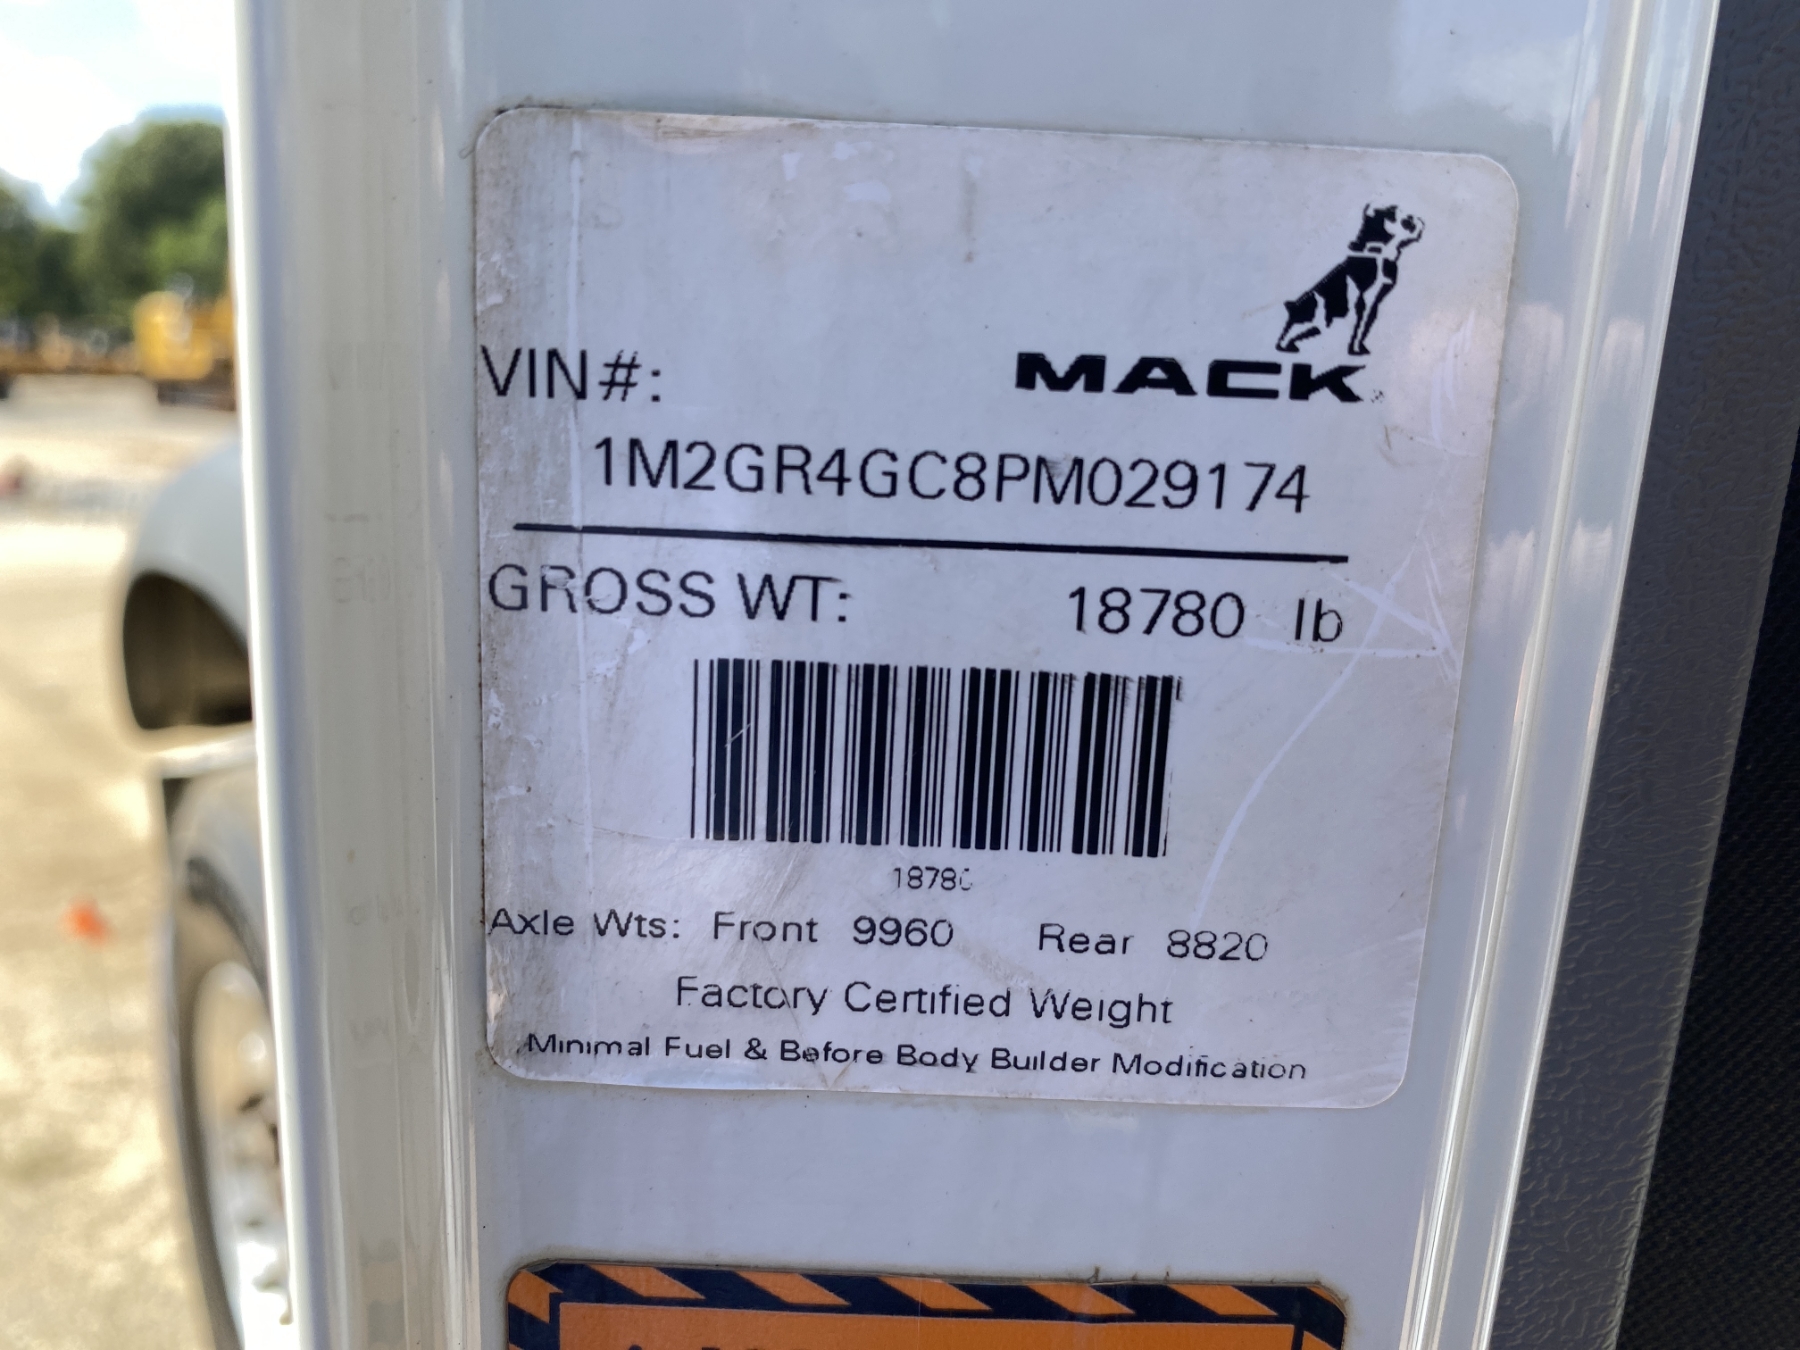 MACK
VIN#:
1M2GR4GC8PM029174
GROSS WT: 18780 lb
18780
Axle Wts: Front 9960 Rear 8820
Factory Certified Weight
Minimal Fuel & Before Body Builder Modification